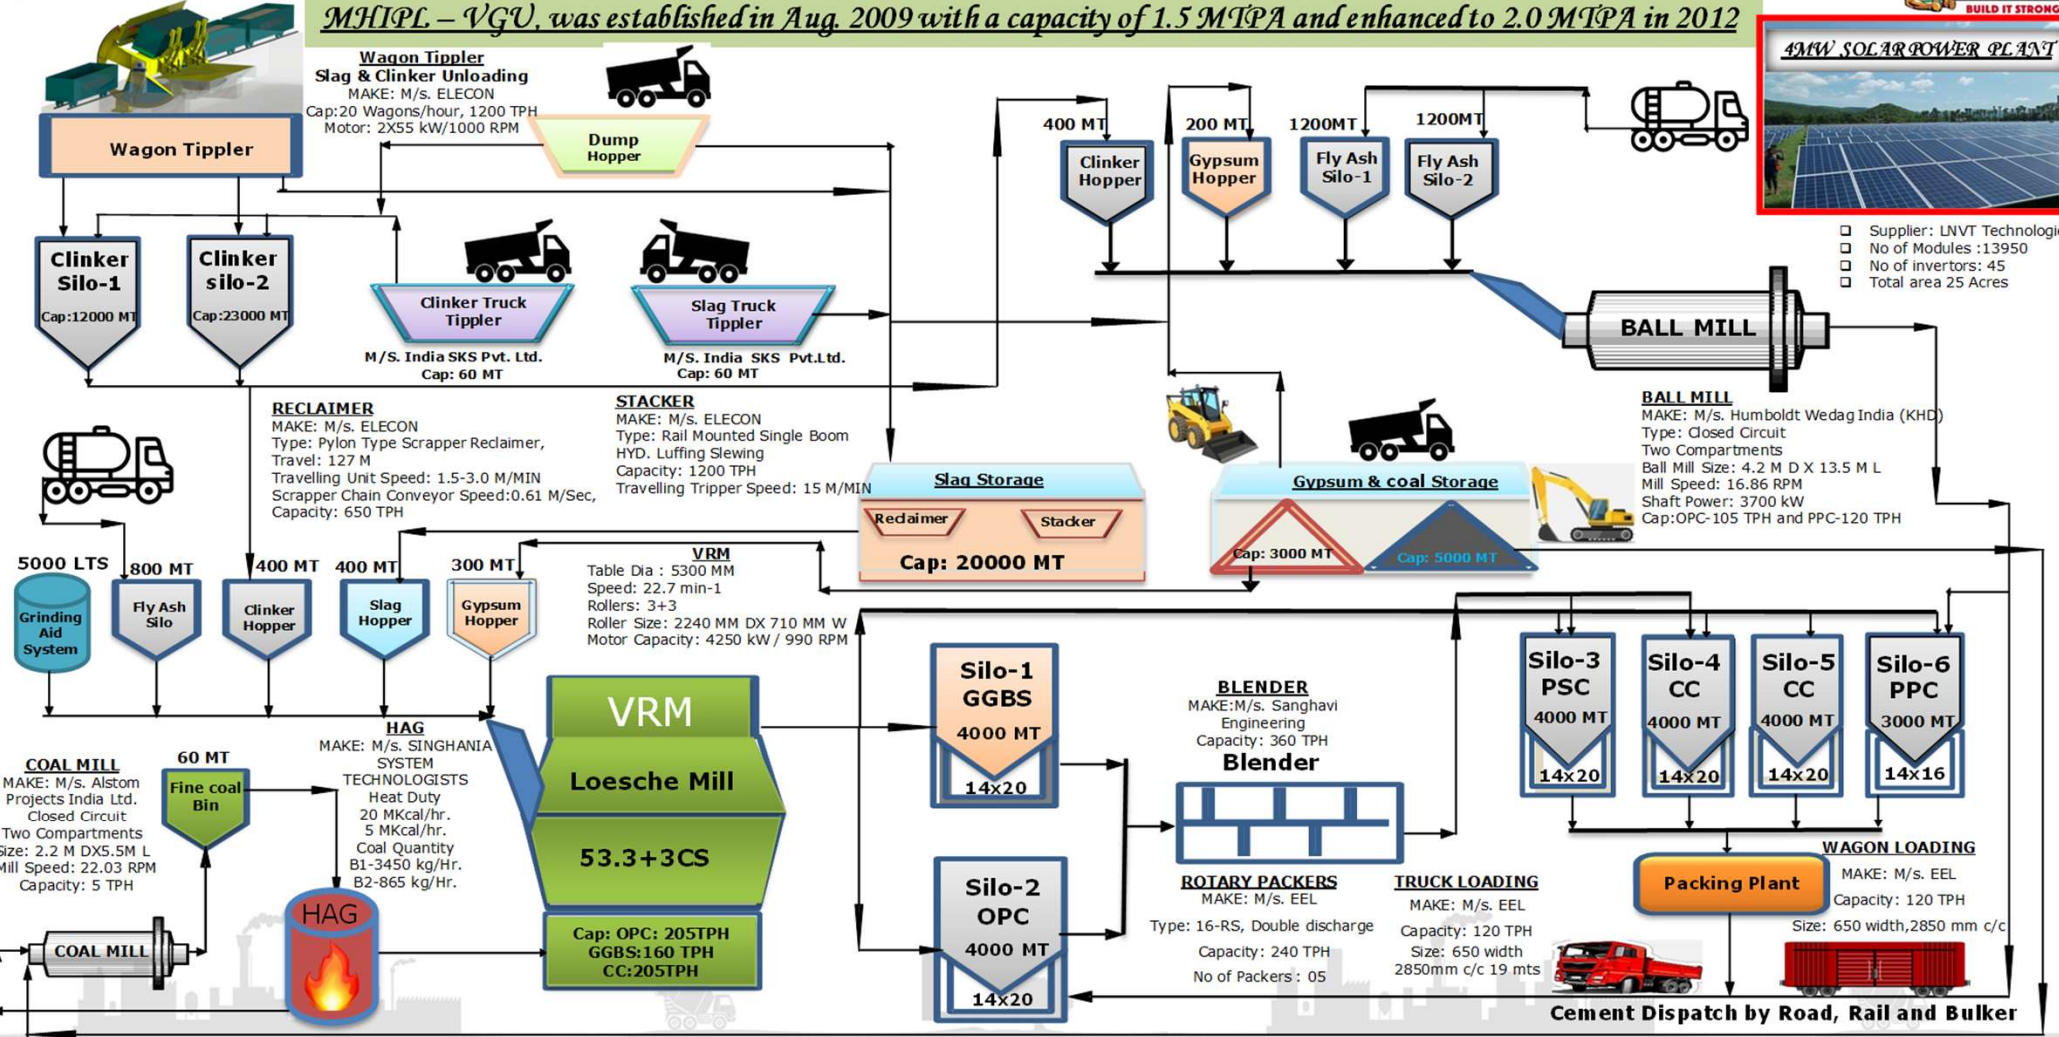 MHIPL – VGU, was established in Aug. 2009 with a capacity of 1.5 MTPA and enhanced to 2.0 MTPA in 2012
BUILD IT STRONG
4MW SOLAR POWER PLANT
Supplier: LNVT
No of Modules :13950
No of invertors: 45
Total area 25 Acres
Wagon Tippler
Slag & Clinker Unloading
MAKE: M/s. ELECON
Cap:20 Wagons/hour, 1200 TPH
Motor: 2X55 kW/1000 RPM
Wagon Tippler
Dump
Hopper
400 MT
Clinker
Hopper
200 MT
Gypsum
Hopper
1200MT
Fly Ash
Silo-1
1200MT
Fly Ash
Silo-2
Clinker
Silo-1
Cap:12000 MT
Clinker
silo-2
Cap:23000 MT
Clinker Truck
Tippler
M/S. India SKS Pvt. Ltd.
Cap: 60 MT
Slag Truck
Tippler
M/S. India SKS Pvt.Ltd.
Cap: 60 MT
BALL MILL
RECLAIMER
MAKE: M/s. ELECON
Type: Pylon Type Scrapper Reclaimer,
Travel: 127 M
Travelling Unit Speed: 1.5-3.0 M/MIN
Scrapper Chain Conveyor Speed:0.61 M/Sec,
Capacity: 650 TPH
STACKER
MAKE: M/s. ELECON
Type: Rail Mounted Single Boom
HYD. Luffing Slewing
Capacity: 1200 TPH
Travelling Tripper Speed: 15 M/MIN
BALL MILL
MAKE: M/s. Humboldt Wedag India (KHD)
Type: Closed Circuit
Two Compartments
Ball Mill Size: 4.2 M D X 13.5 M L
Mill Speed: 16.86 RPM
Shaft Power: 3700 kW
Cap:OPC-105 TPH and PPC-120 TPH
Slag Storage
Reclaimer
Stacker
Cap: 20000 MT
Gypsum & coal Storage
Cap: 3000 MT
Cap: 5000 MT
5000 LTS
Grinding
Aid
System
800 MT
Fly Ash
Silo
400 MT
Clinker
Hopper
400 MT
Slag
Hopper
300 MT
Gypsum
Hopper
VRM
Table Dia : 5300 MM
Speed: 22.7 min-1
Rollers: 3+3
Roller Size: 2240 MM DX 710 MM W
Motor Capacity: 4250 kW / 990 RPM
VRM
Loesche Mill
53.3+3CS
Cap: OPC: 205TPH
GGBS:160 TPH
CC:205TPH
HAG
MAKE: M/s. SINGHANIA
SYSTEM
TECHNOLOGISTS
Heat Duty
20 MKcal/hr.
5 MKcal/hr.
Coal Quantity
B1-3450 kg/Hr.
B2-865 kg/Hr.
COAL MILL
MAKE: M/s. Alstom
Projects India Ltd.
Closed Circuit
Two Compartments
Size: 2.2 M DX5.5M L
Mill Speed: 22.03 RPM
Capacity: 5 TPH
60 MT
Fine coal
Bin
COAL MILL
HAG
Silo-1
GGBS
4000 MT
14x20
Silo-2
OPC
4000 MT
14x20
BLENDER
MAKE:M/s. Sanghavi
Engineering
Capacity: 360 TPH
Blender
Silo-3
PSC
4000 MT
14x20
Silo-4
CC
4000 MT
14x20
Silo-5
CC
4000 MT
14x20
Silo-6
PPC
3000 MT
14x16
ROTARY PACKERS
MAKE: M/s. EEL
Type: 16-RS, Double discharge
Capacity: 240 TPH
No of Packers : 05
TRUCK LOADING
MAKE: M/s. EEL
Capacity: 120 TPH
Size: 650 width
2850mm c/c 19 mts
Packing Plant
WAGON LOADING
MAKE: M/s. EEL
Capacity: 120 TPH
Size: 650 width,2850 mm c/c
Cement Dispatch by Road, Rail and Bulker